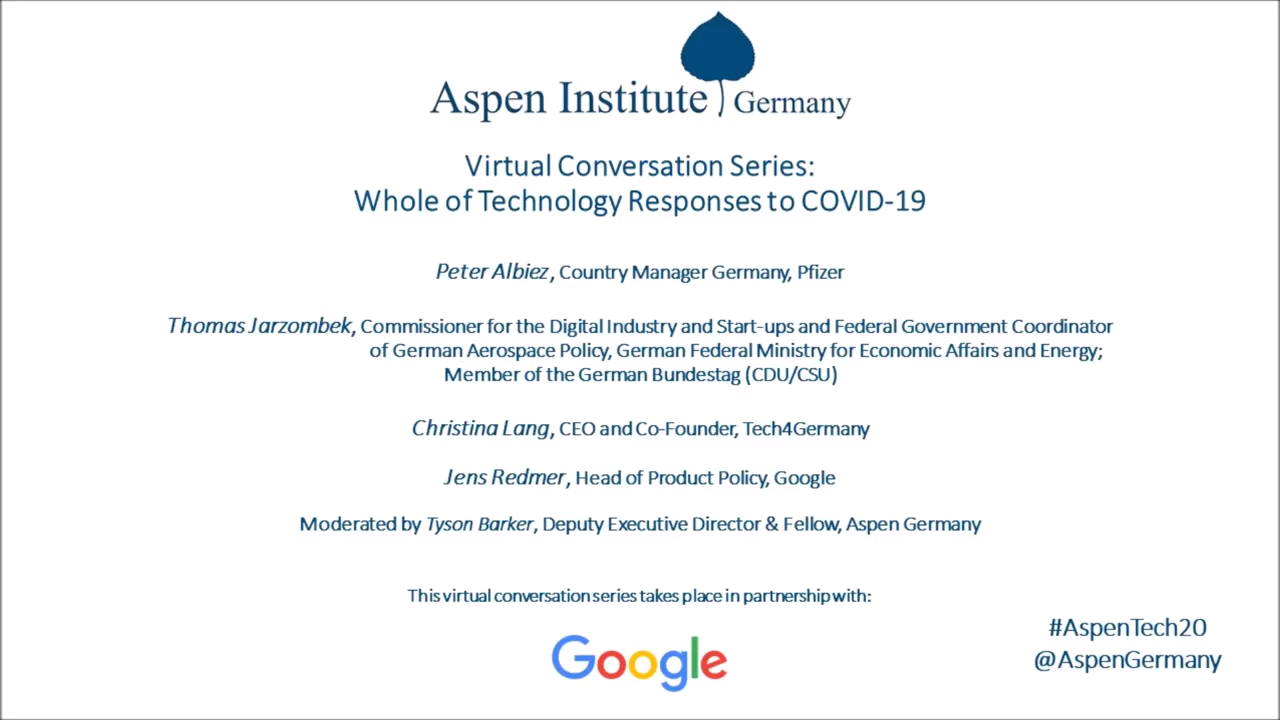 Aspen Institute Germany
Virtual Conversation Series:
Whole of Technology Responses to COVID-19
Peter Albiez, Country Manager Germany, Pfizer
Thomas Jarzombek, Commissioner for the Digital Industry and Start-ups and Federal Government Coordinator
of German Aerospace Policy, German Federal Ministry for Economic Affairs and Energy;
Member of the German Bundestag (CDU/CSU)
Christina Lang, CEO and Co-Founder, Tech4Germany
Jens Redmer, Head of Product Policy, Google
Moderated by Tyson Barker, Deputy Executive Director & Fellow, Aspen Germany
This virtual conversation series takes place in partnership with:
Google
#AspenTech20
@AspenGermany